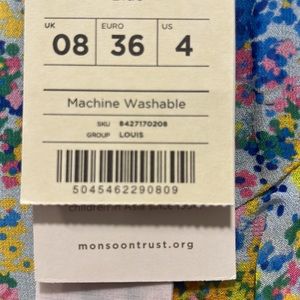 UK EURO US
08 36 4
Machine Washable
SKU 8427170208
GROUP LOUIS
5045462290809
monsoontrust.org